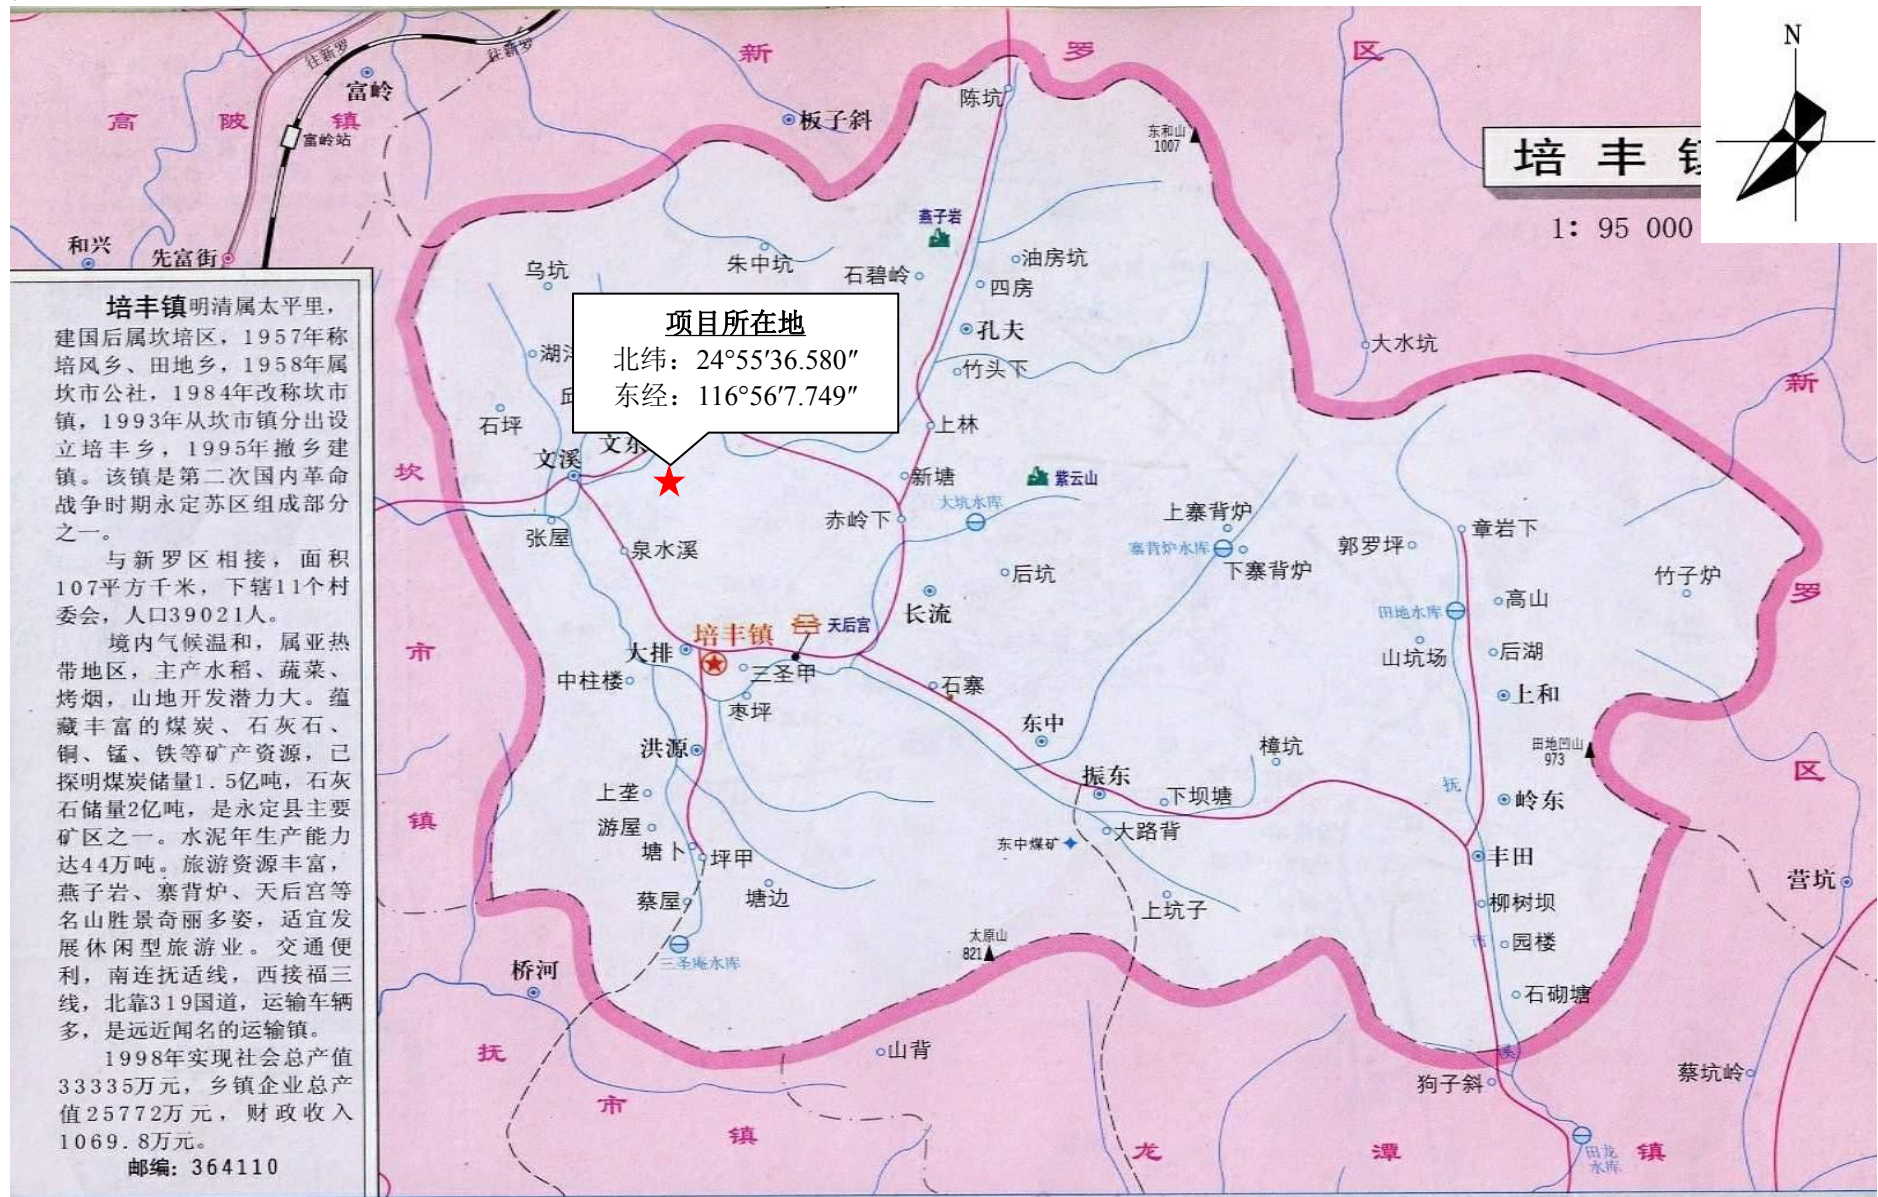 新 罗 区
高 陂 镇
往新罗
往新罗
富岭
富岭站
板子斜
陈坑
东和山
1007
培 丰
1: 95 000
N
和兴
先富街
燕子岩
乌坑
朱中坑
石碧岭
油房坑
四房
孔夫
竹头下
大水坑
项目所在地
北纬：24°55′36.580″
东经：116°56′7.749″
石坪
文溪
上林
新塘
紫云山
大坑水库
赤岭下
张屋
泉水溪
后坑
上寨背炉
寨背炉水库
下寨背炉
郭罗坪
章岩下
竹子炉
高山
田地水库
山坑场
后湖
上和
长流
天后宫
培丰镇
大排
三圣甲
中柱楼
枣坪
石寨
东中
樟坑
田地凹山
973
洪源
振东
下坝塘
抚
岭东
上垄
游屋
塘卜
坪甲
东中煤矿
大路背
丰田
蔡屋
塘边
上坑子
柳树坝
市
园楼
太原山
821
三圣庵水库
石砌塘
溪
桥河
山背
狗子斜
蔡坑岭
营坑
田龙
水库
坎
市
镇
新
罗
区
抚
市
镇
龙 潭 镇
培丰镇明清属太平里，
建国后属坎培区，1957年称
培风乡、田地乡，1958年属
坎市公社，1984年改称坎市
镇，1993年从坎市镇分出设
立培丰乡，1995年撤乡建
镇。该镇是第二次国内革命
战争时期永定苏区组成部分
之一。
与新罗区相接，面积
107平方千米，下辖11个村
委会，人口39021人。
境内气候温和，属亚热
带地区，主产水稻、蔬菜、
烤烟，山地开发潜力大。蕴
藏丰富的煤炭、石灰石、
铜、锰、铁等矿产资源，已
探明煤炭储量1.5亿吨，石灰
石储量2亿吨，是永定县主要
矿区之一。水泥年生产能力
达44万吨。旅游资源丰富，
燕子岩、寨背炉、天后宫等
名山胜景奇丽多姿，适宜发
展休闲型旅游业。交通便
利，南连抚适线，西接福三
线，北靠319国道，运输车辆
多，是远近闻名的运输镇。
1998年实现社会总产值
33335万元，乡镇企业总产
值25772万元，财政收入
1069.8万元。
邮编：364110